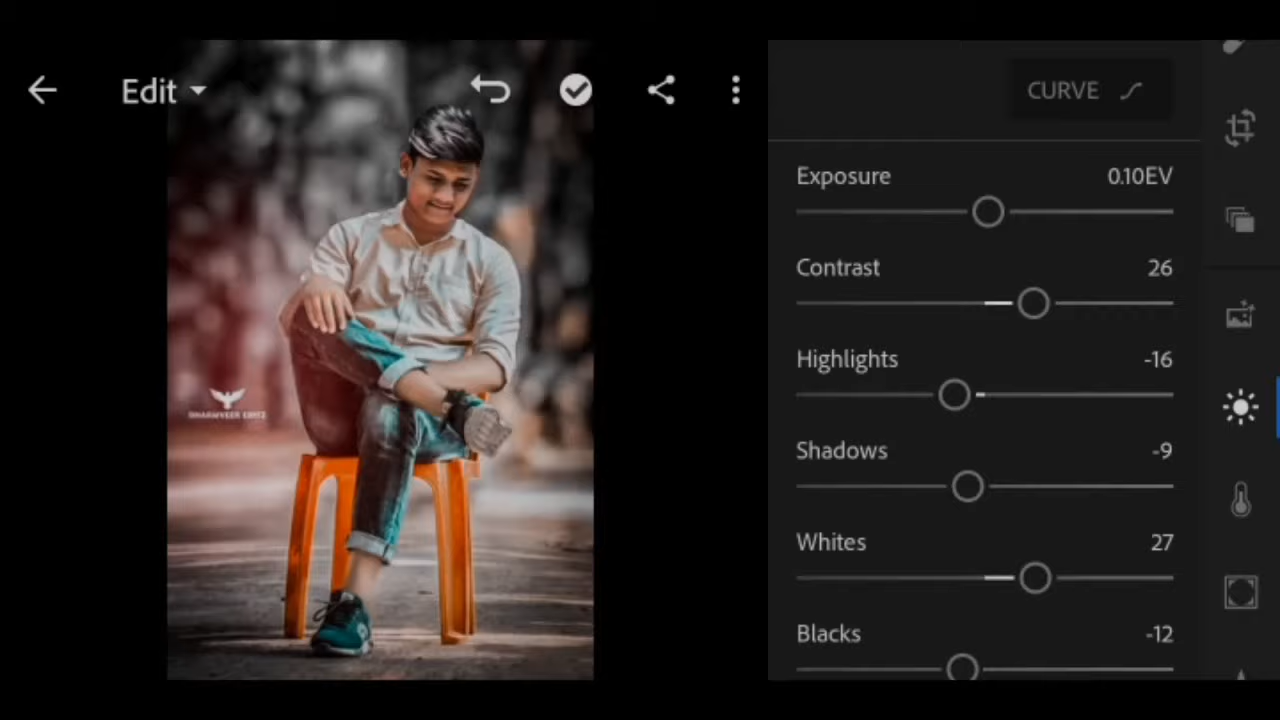 Edit
CURVE
Exposure 0.10EV
Contrast 26
Highlights -16
Shadows -9
Whites 27
Blacks -12